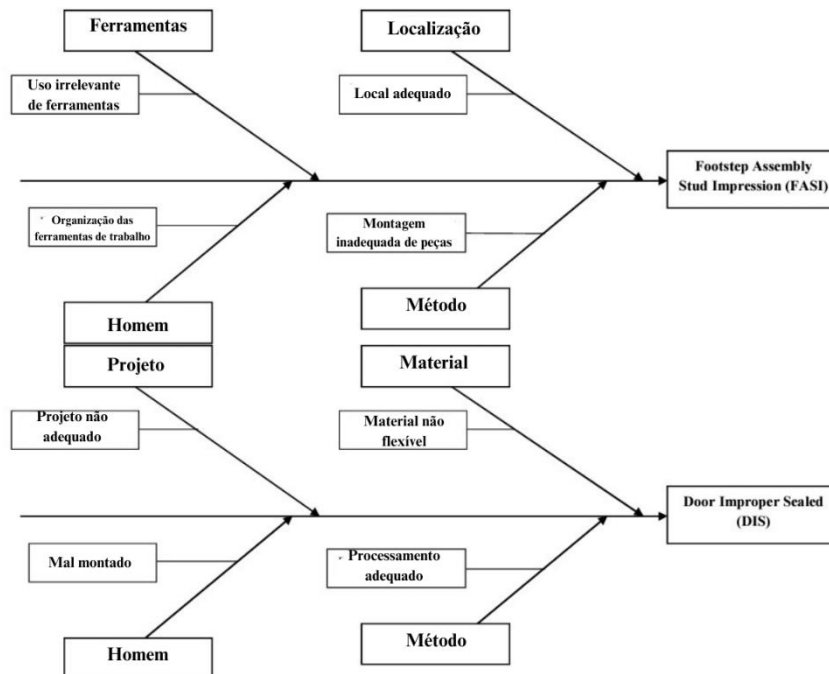 Ferramentas
Localização
Uso irrelevante
de ferramentas
Local adequado
Footstep Assembly
Stud Impression (FASI)
Organização das
ferramentas de trabalho
Montagem
inadequada de peças
Homem
Método
Projeto
Material
Projeto não
adequado
Material não
flexível
Door Improper Sealed
(DIS)
Mal montado
Processamento
adequado
Homem
Método